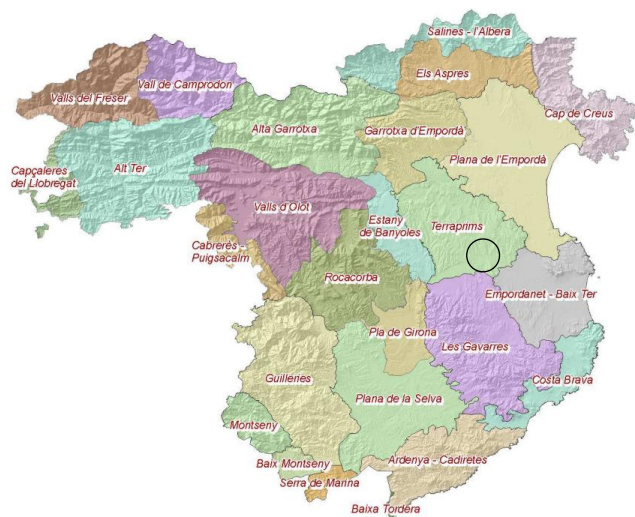 Salines - l'Albera
Els Aspres
Vall de Camprodon
Valls del Freser
Cap de Creus
Alta Garrotxa
Garrotxa d'Empordà
Plana de l'Empordà
Alt Ter
Capçaleres
del Llobregat
Valls d'Olot
Estany
de Banyoles
Terraprims
Cabrerès -
Puigsacalm
Rocacorba
Empordanet - Baix Ter
Pla de Girona
Les Gavarres
Guilleries
Costa Brava
Plana de la Selva
Montseny
Baix Montseny
Ardenya - Cadiretes
Serra de Marina
Baixa Tordera